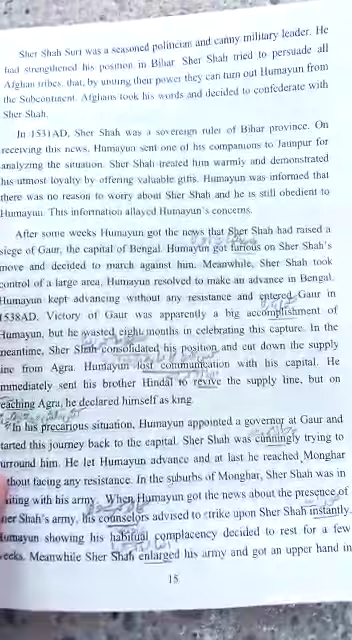 Sher Shah Suri was a seasoned politician and canny military leader. He
had strengthened his position in Bihar. Sher Shah tried to persuade all
Afghan tribes, that, by uniting their power they can turn out Humayun from
the Subcontinent. Afghans took his words and decided to confederate with
Sher Shah.
In 1531AD, Sher Shah was a sovereign ruler of Bihar province. On
receiving this news, Humayun sent one of his companions to Jaunpur for
analyzing the situation. Sher Shah treated him warmly and demonstrated
his utmost loyalty by offering valuable gifts. Humayun was informed that
there was no reason to worry about Sher Shah and he is still obedient to
Humayun. This information allayed Humayun's concerns.
After some weeks Humayun got the news that Sher Shah had raised a
siege of Gaur, the capital of Bengal. Humayun got furious on Sher Shah's
move and decided to march against him. Meanwhile, Sher Shah took
control of a large area. Humayun resolved to make an advance in Bengal.
Humayun kept advancing without any resistance and entered Gaur in
1538AD. Victory of Gaur was apparently a big accomplishment of
Humayun, but he wasted eight months in celebrating this capture. In the
meantime, Sher Shah consolidated his position and cut down the supply
ine from Agra. Humayun lost communication with his capital. He
mmediately sent his brother Hindal to revive the supply line, but on
eaching Agra, he declared himself as king.
In his precarious situation, Humayun appointed a governor at Gaur and
tarted this journey back to the capital. Sher Shah was cunningly trying to
urround him. He let Humayun advance and at last he reached Monghar
thout facing any resistance. In the suburbs of Monghar, Sher Shah was in
iting with his army. When Humayun got the news about the presence of
her Shah's army, his counselors advised to strike upon Sher Shah instantly.
umayun showing his habitual complacency decided to rest for a few
eeks. Meanwhile Sher Shah enlarged his army and got an upper hand in
15